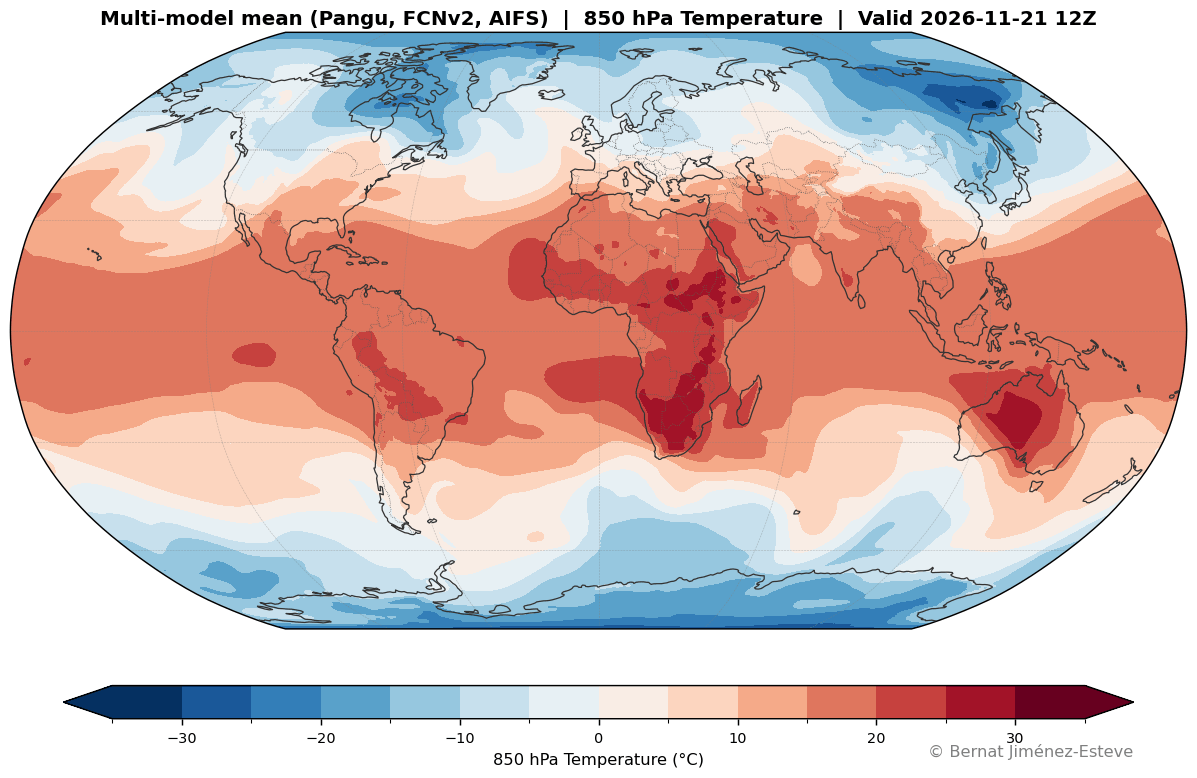 Multi-model mean (Pangu, FCNv2, AIFS) | 850 hPa Temperature | Valid 2026-11-21 12Z
−30 −20 −10 0 10 20 30
850 hPa Temperature (°C)
© Bernat Jiménez-Esteve